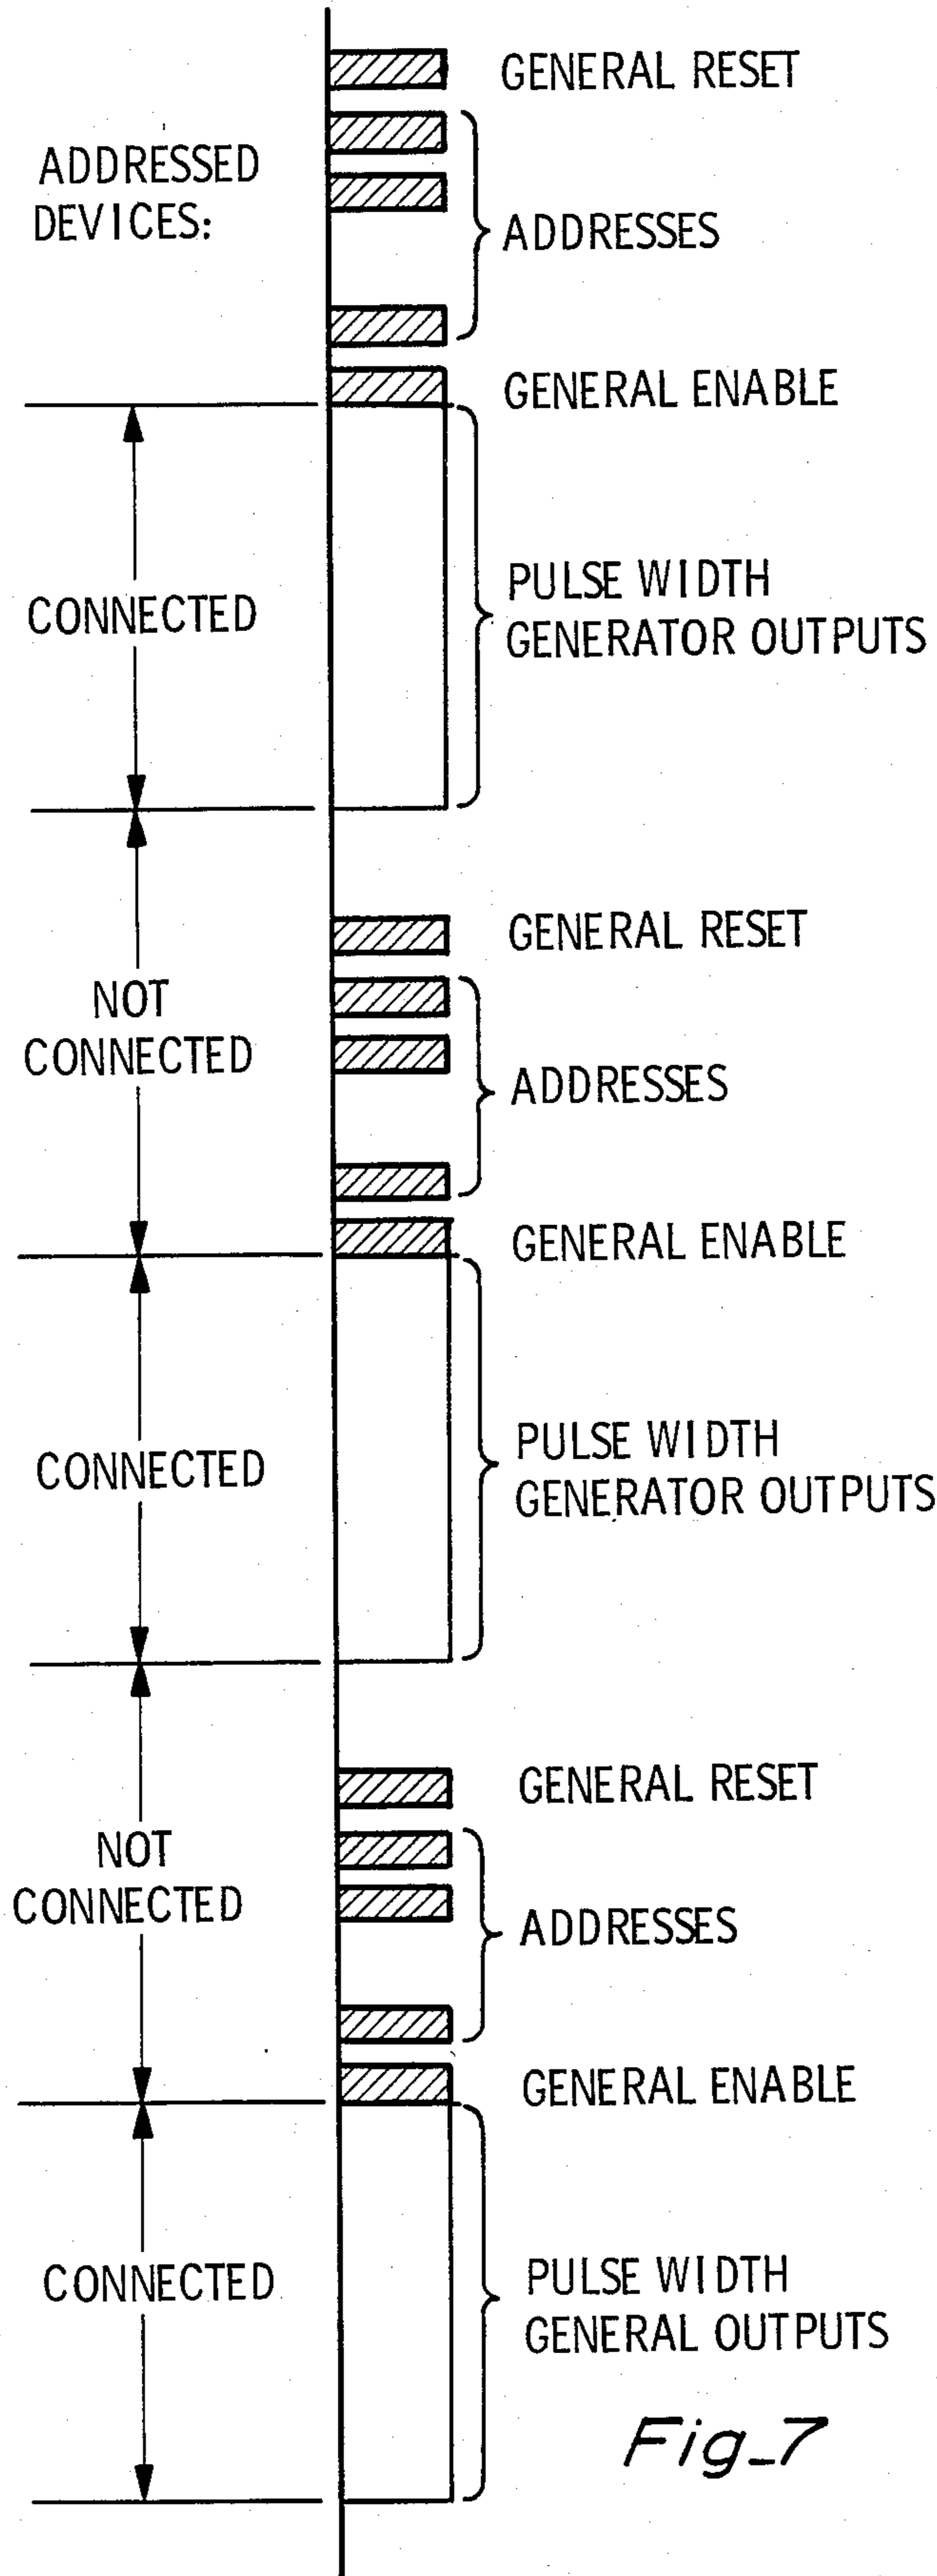 GENERAL RESET
ADDRESSED
DEVICES:
ADDRESSES
GENERAL ENABLE
CONNECTED
PULSE WIDTH
GENERATOR OUTPUTS
GENERAL RESET
NOT
CONNECTED
ADDRESSES
GENERAL ENABLE
CONNECTED
PULSE WIDTH
GENERATOR OUTPUTS
GENERAL RESET
NOT
CONNECTED
ADDRESSES
GENERAL ENABLE
CONNECTED
PULSE WIDTH
GENERAL OUTPUTS
Fig_7